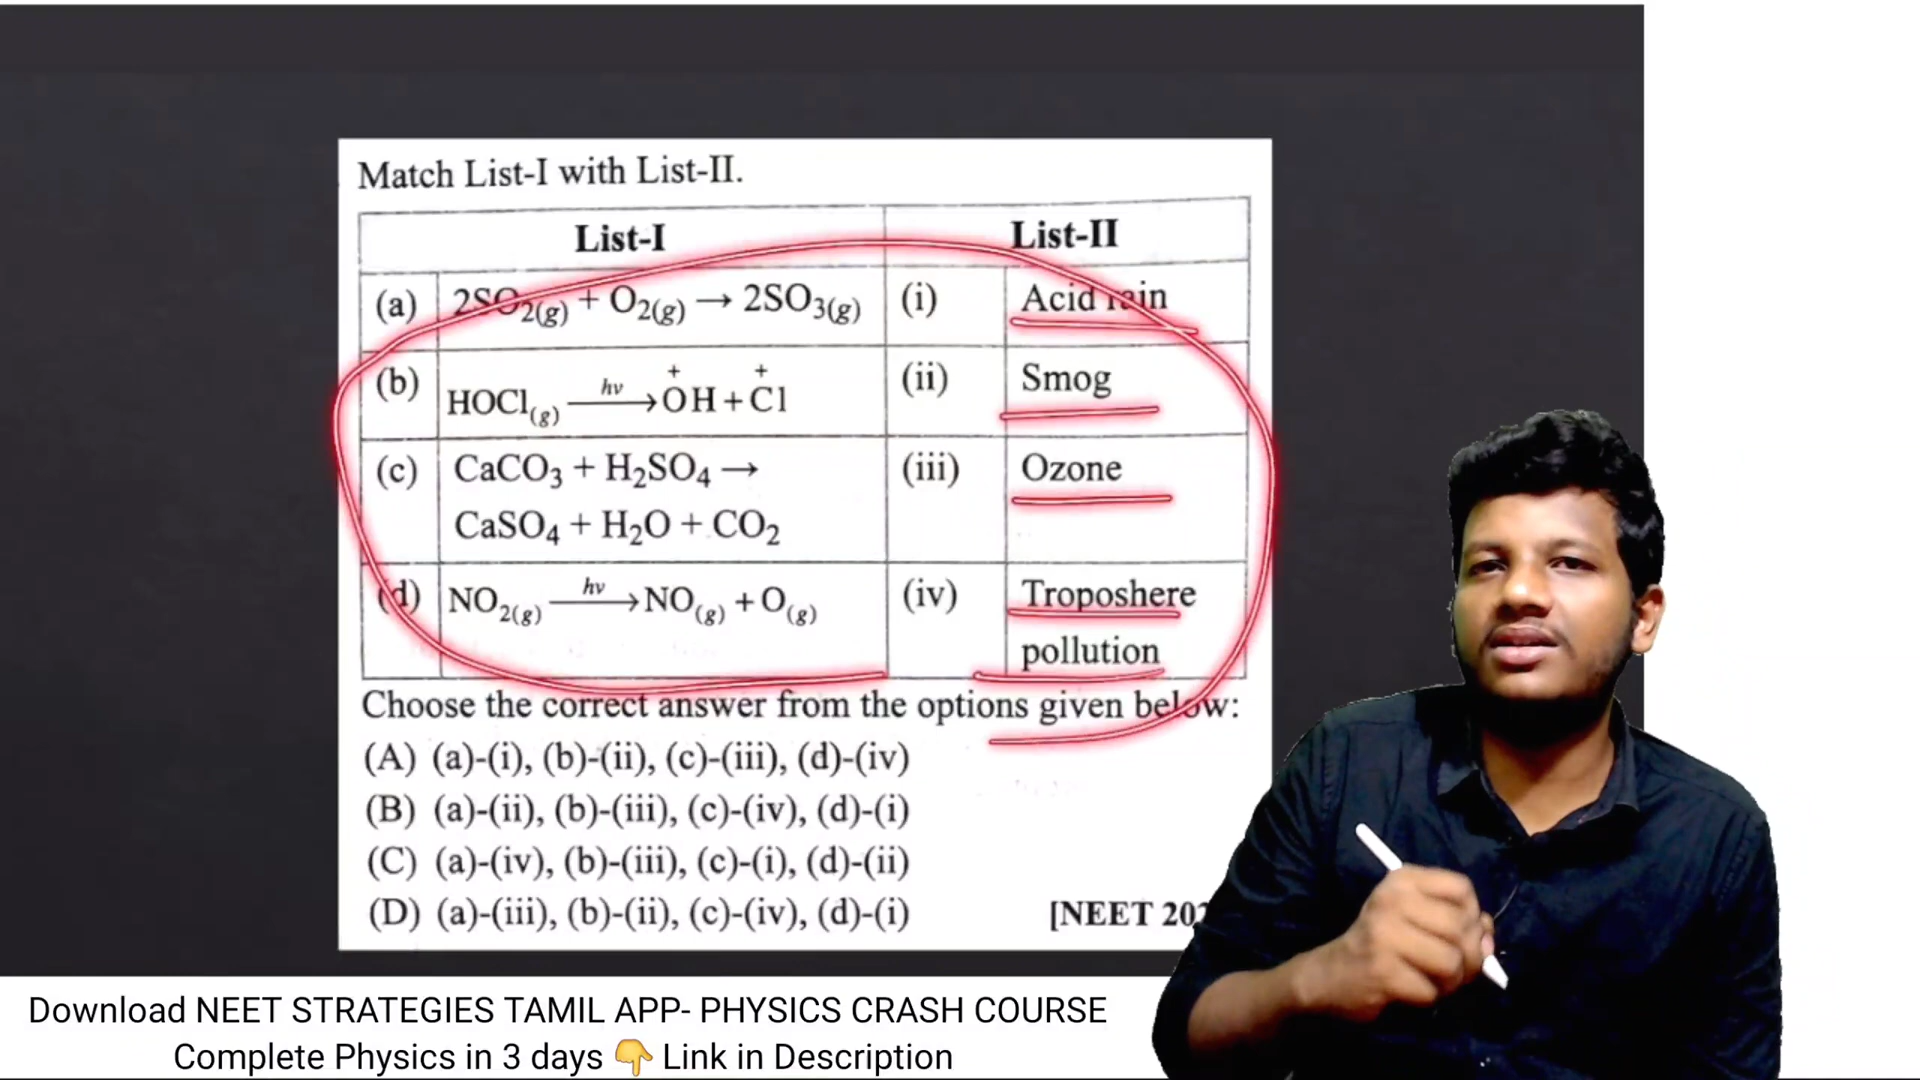 Match List-I with List-II.
List-I List-II
(a) 2SO2(g) + O2(g) → 2SO3(g) (i) Acid rain
(b) HOCl(g) —hν→ ȮH + Ċl (ii) Smog
(c) CaCO3 + H2SO4 → (iii) Ozone
CaSO4 + H2O + CO2
(d) NO2(g) —hν→ NO(g) + O(g) (iv) Troposhere
pollution
Choose the correct answer from the options given below:
(A) (a)-(i), (b)-(ii), (c)-(iii), (d)-(iv)
(B) (a)-(ii), (b)-(iii), (c)-(iv), (d)-(i)
(C) (a)-(iv), (b)-(iii), (c)-(i), (d)-(ii)
(D) (a)-(iii), (b)-(ii), (c)-(iv), (d)-(i)
[NEET
Download NEET STRATEGIES TAMIL APP- PHYSICS CRASH COURSE
Complete Physics in 3 days 👇 Link in Description